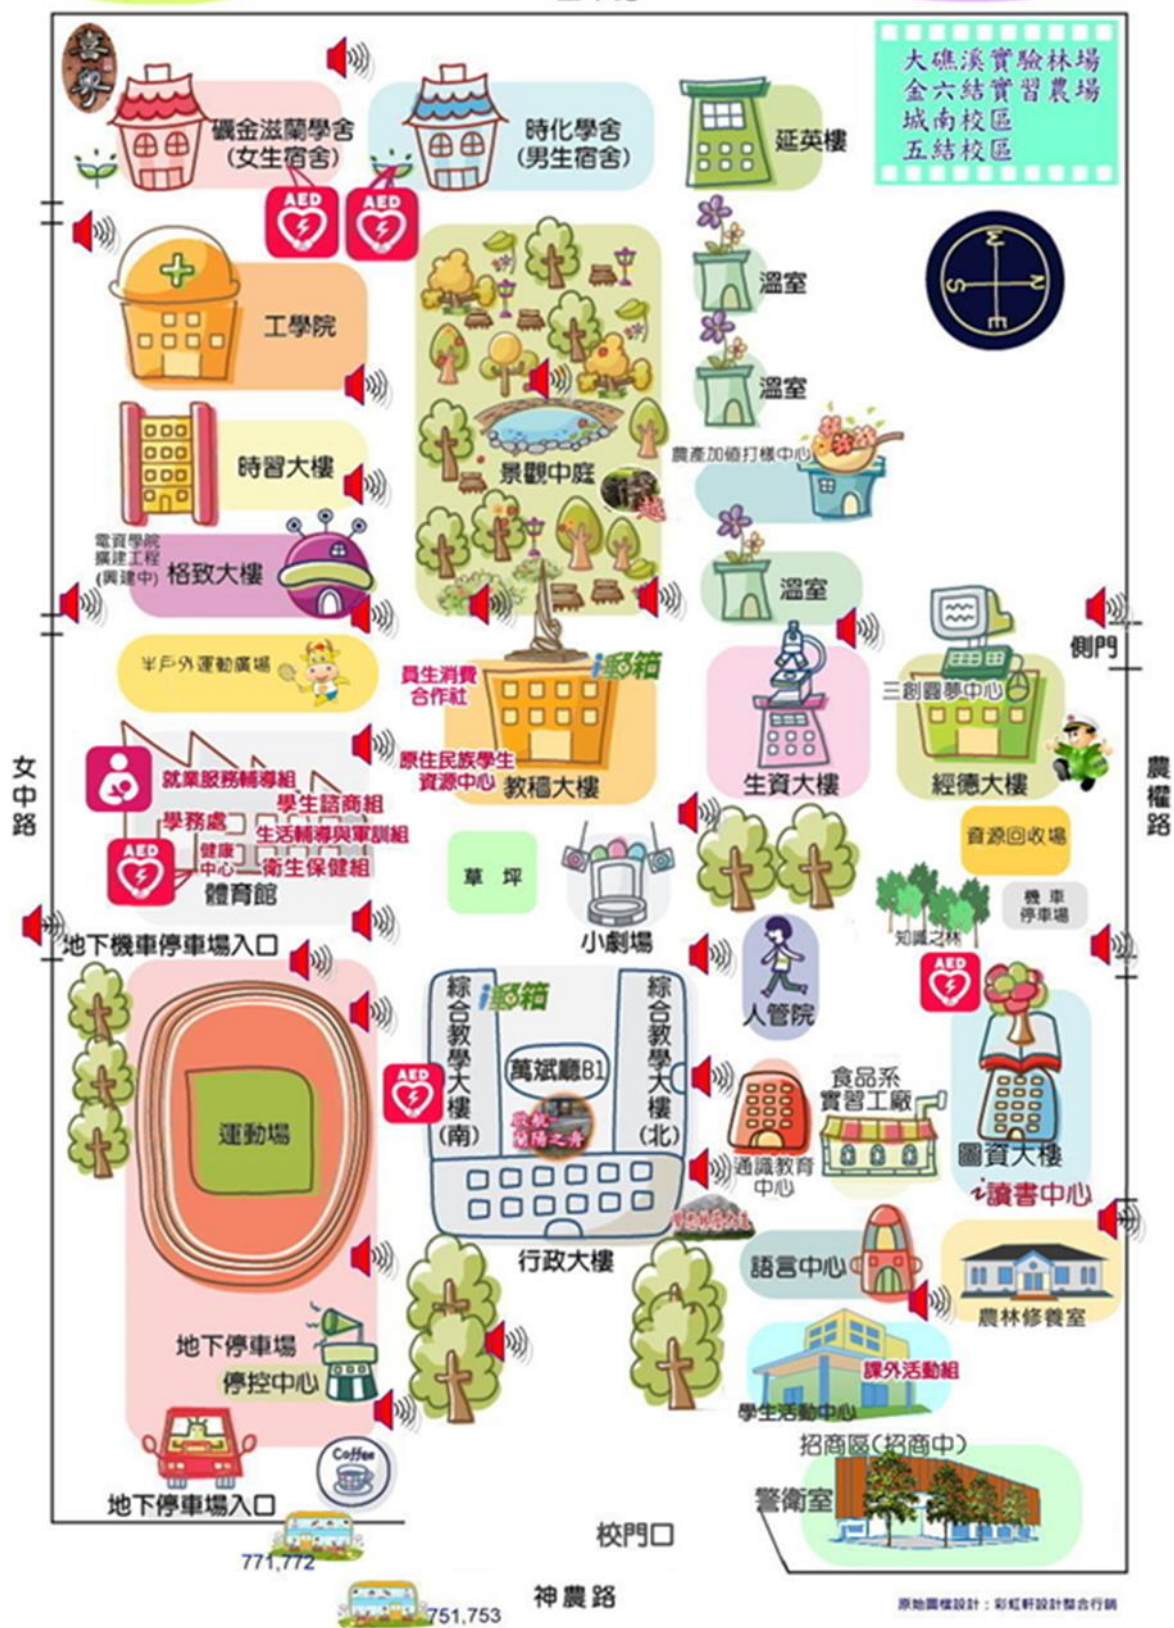 大礁溪實驗林場
金六結實習農場
城南校區
五結校區
礪金滋蘭學舍
(女生宿舍)
時化學舍
(男生宿舍)
延英樓
AED
AED
W
N
S
E
工學院
溫室
溫室
時習大樓
景觀中庭
農產加值打樣中心
電資學院
擴建工程
(興建中)
格致大樓
溫室
側門
半戶外運動廣場
員生消費
合作社
i郵箱
三創圓夢中心
原住民族學生
資源中心
教穡大樓
生資大樓
經德大樓
女中路
農權路
就業服務輔導組
學生諮商組
學務處
生活輔導與軍訓組
AED
健康
中心
衛生保健組
體育館
草坪
小劇場
資源回收場
機車
停車場
知識之林
地下機車停車場入口
人管院
AED
綜合教學大樓(南)
i郵箱
綜合教學大樓(北)
萬斌廳B1
AED
啟航
蘭陽之舟
運動場
食品系
實習工廠
通識教育
中心
圖資大樓
i讀書中心
行政大樓
語言中心
農林修養室
地下停車場
停控中心
課外活動組
學生活動中心
招商區(招商中)
Coffee
警衛室
地下停車場入口
校門口
771,772
神農路
751,753
原始圖檔設計：彩虹軒設計整合行銷